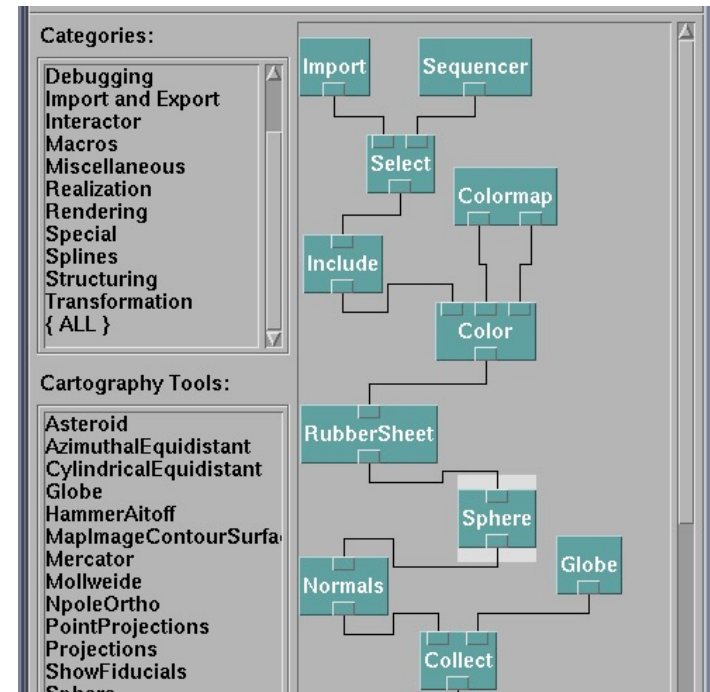 Categories:
Debugging
Import and Export
Interactor
Macros
Miscellaneous
Realization
Rendering
Special
Splines
Structuring
Transformation
{ ALL }
Cartography Tools:
Asteroid
AzimuthalEquidistant
CylindricalEquidistant
Globe
HammerAitoff
MapImageContourSurfa
Mercator
Mollweide
NpoleOrtho
PointProjections
Projections
ShowFiducials
Sphere
Import
Sequencer
Select
Colormap
Include
Color
RubberSheet
Sphere
Globe
Normals
Collect